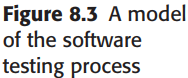 Figure 8.3 A model
of the software
testing process